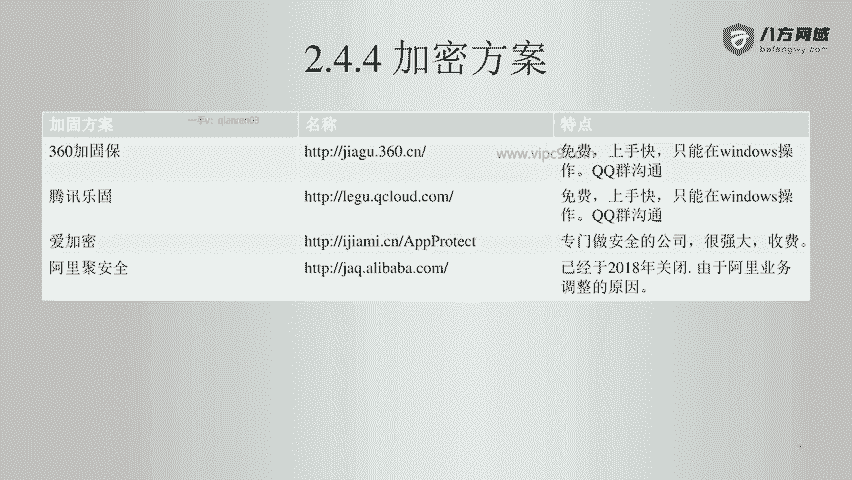 八方网域
bafangwy.com
2.4.4 加密方案
加固方案 名称 特点
360加固保 http://jiagu.360.cn/ 免费，上手快，只能在windows操
作。QQ群沟通
腾讯乐固 http://legu.qcloud.com/ 免费，上手快，只能在windows操
作。QQ群沟通
爱加密 http://ijiami.cn/AppProtect 专门做安全的公司，很强大，收费。
阿里聚安全 http://jaq.alibaba.com/ 已经于2018年关闭. 由于阿里业务
调整的原因。